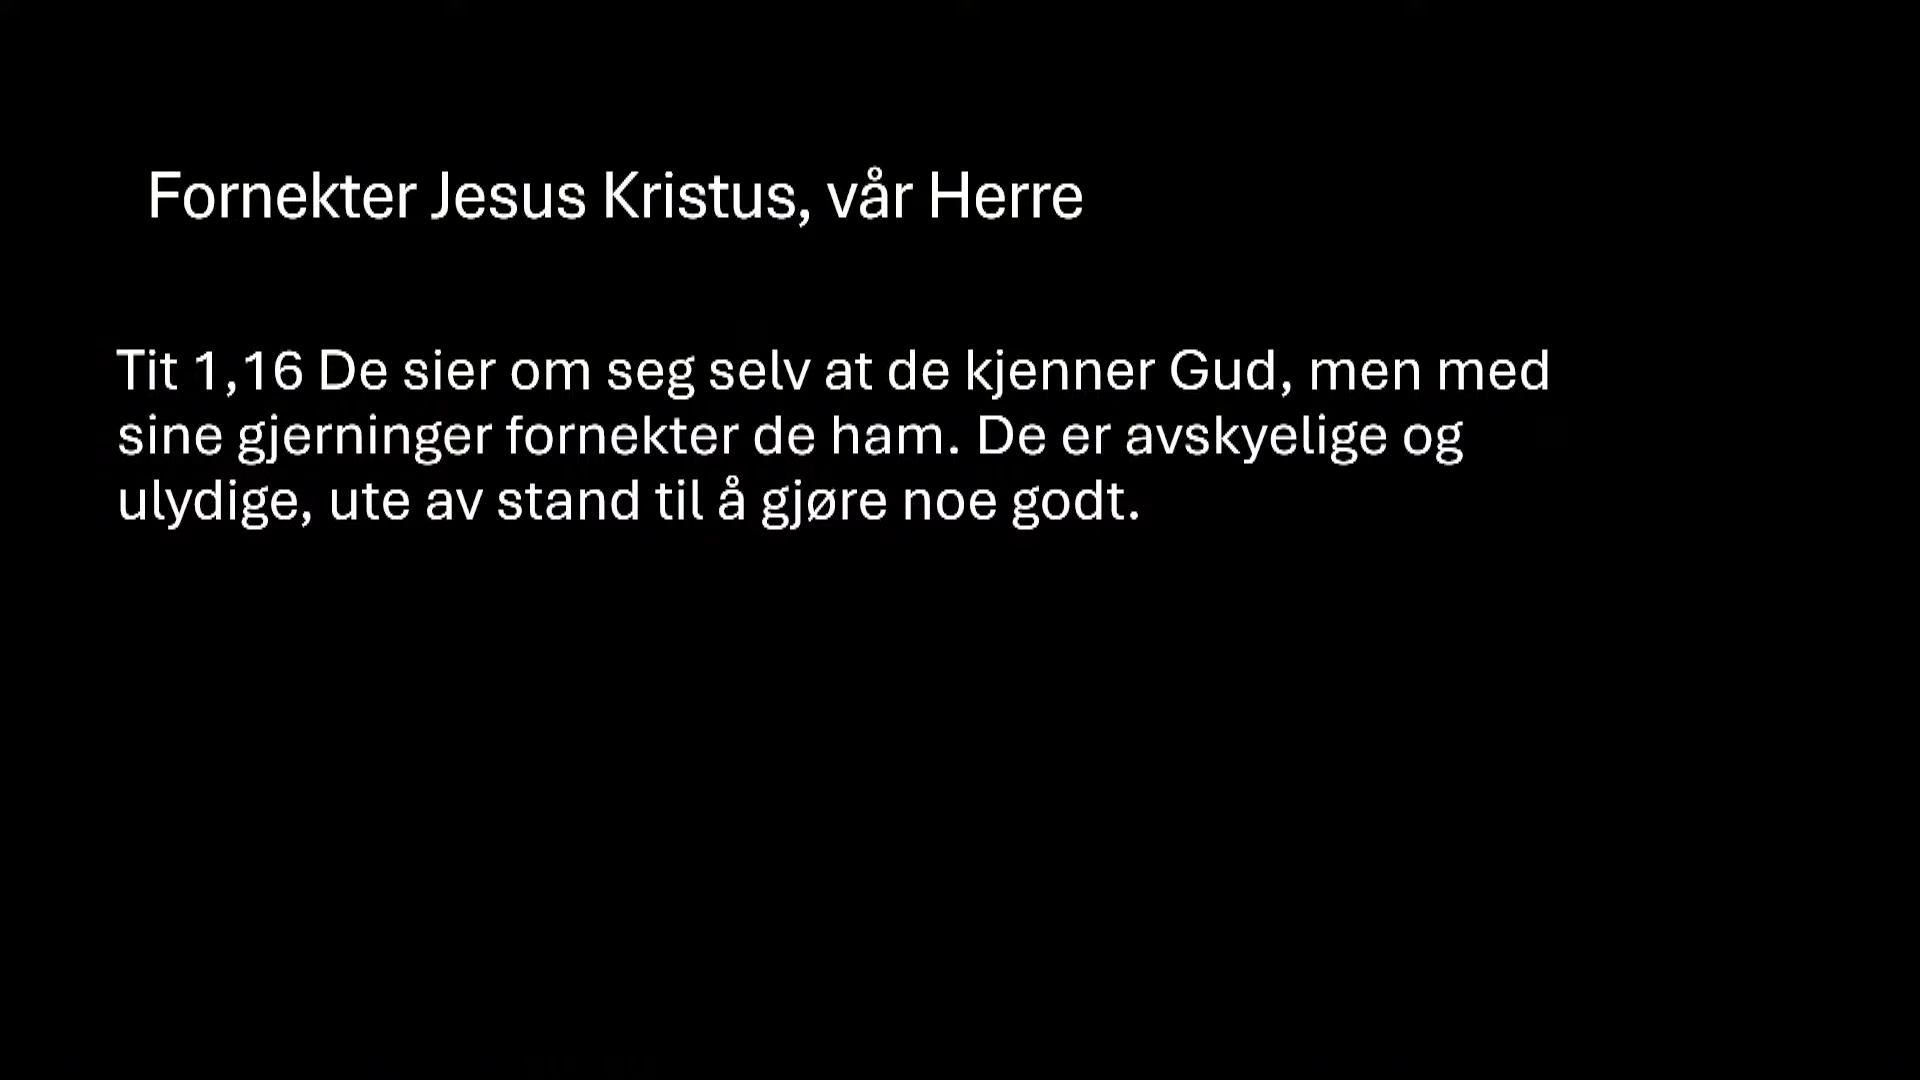 Fornekter Jesus Kristus, vår Herre
Tit 1,16 De sier om seg selv at de kjenner Gud, men med
sine gjerninger fornekter de ham. De er avskyelige og
ulydige, ute av stand til å gjøre noe godt.